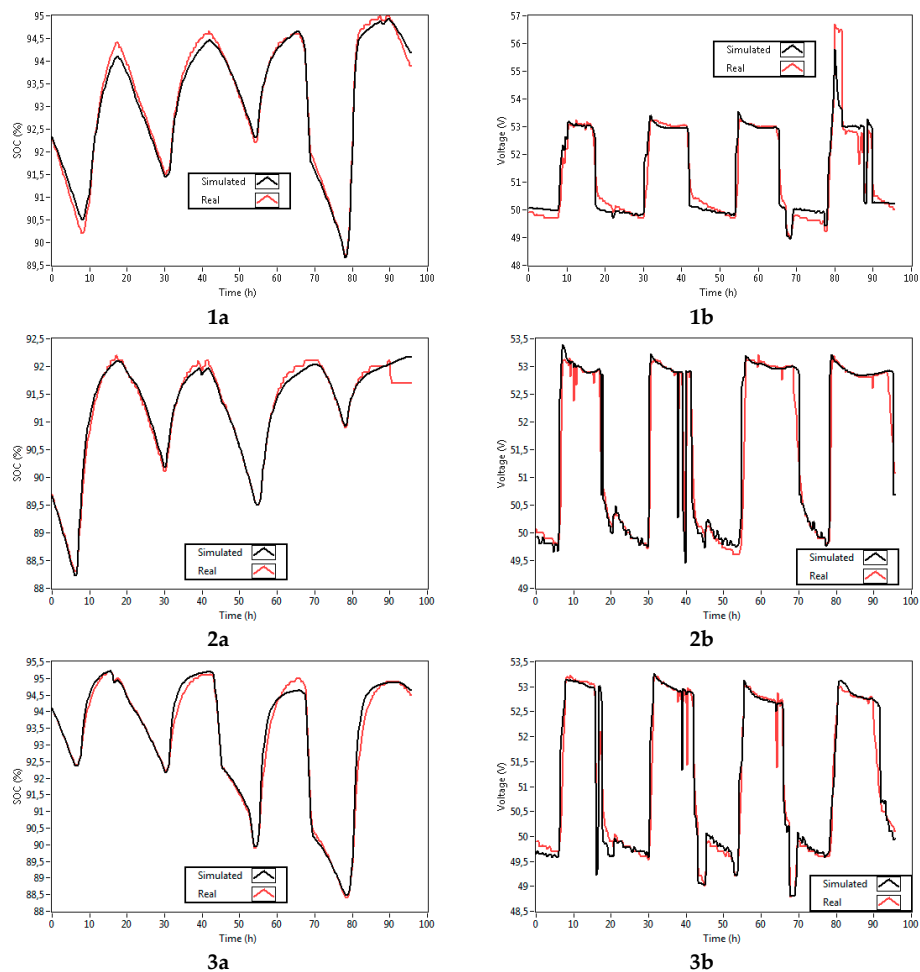 95
94,5
94
93,5
93
92,5
92
91,5
91
90,5
90
89,5
SOC (%)
0 10 20 30 40 50 60 70 80 90 100
Time (h)
Simulated
Real
1a
57
56
55
54
53
52
51
50
49
48
Voltage (V)
0 10 20 30 40 50 60 70 80 90 100
Time (h)
Simulated
Real
1b
92,5
92
91,5
91
90,5
90
89,5
89
88,5
88
SOC (%)
0 10 20 30 40 50 60 70 80 90 100
Time (h)
Simulated
Real
2a
53,5
53
52,5
52
51,5
51
50,5
50
49,5
49
Voltage (V)
0 10 20 30 40 50 60 70 80 90 100
Time (h)
Simulated
Real
2b
95,5
95
94,5
94
93,5
93
92,5
92
91,5
91
90,5
90
89,5
89
88,5
88
SOC (%)
0 10 20 30 40 50 60 70 80 90 100
Time (h)
Simulated
Real
3a
53,5
53
52,5
52
51,5
51
50,5
50
49,5
49
48,5
Voltage (V)
0 10 20 30 40 50 60 70 80 90 100
Time (h)
Simulated
Real
3b